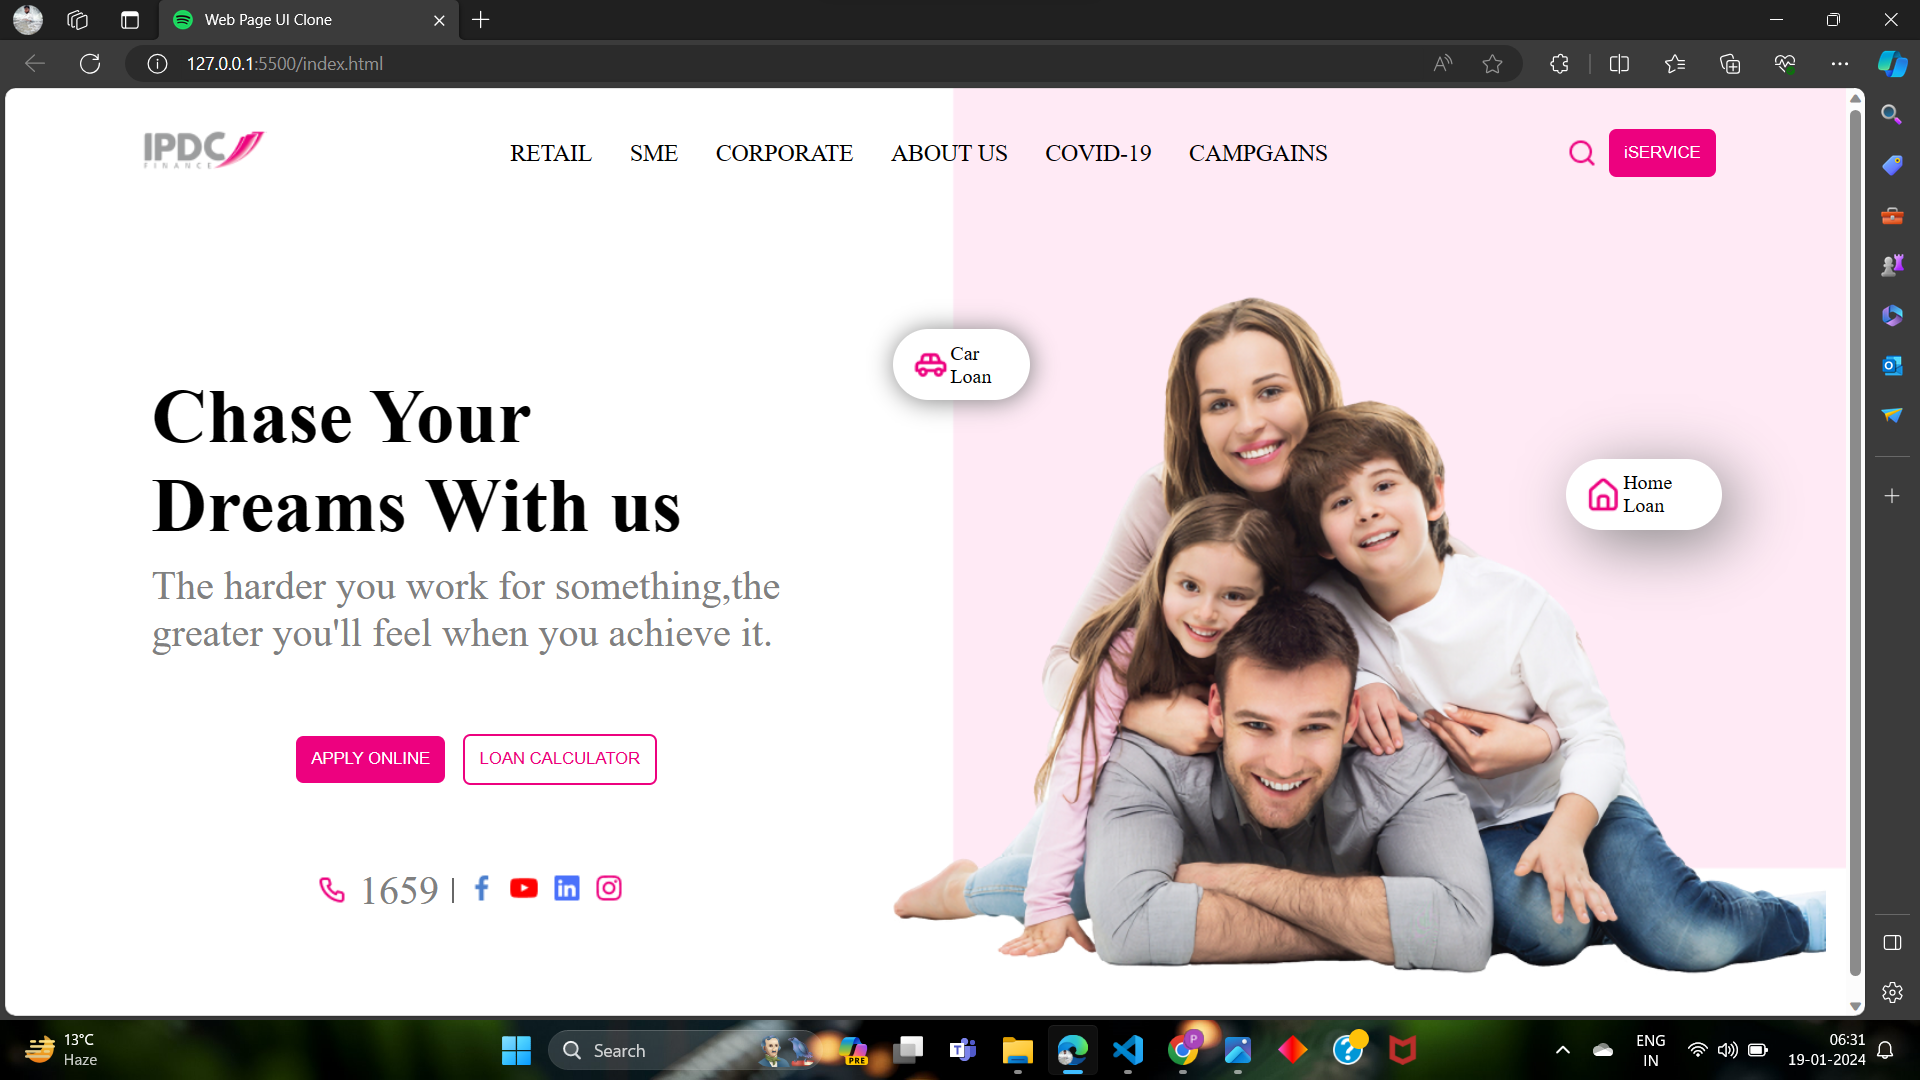 Web Page UI Clone
127.0.0.1:5500/index.html
IPDC
FINANCE
RETAIL SME CORPORATE ABOUT US COVID-19 CAMPGAINS
iSERVICE
Car
Loan
Home
Loan
Chase Your
Dreams With us
The harder you work for something,the
greater you'll feel when you achieve it.
APPLY ONLINE LOAN CALCULATOR
1659 |
13°C
Haze
Search
PRE
P
ENG
IN
06:31
19-01-2024